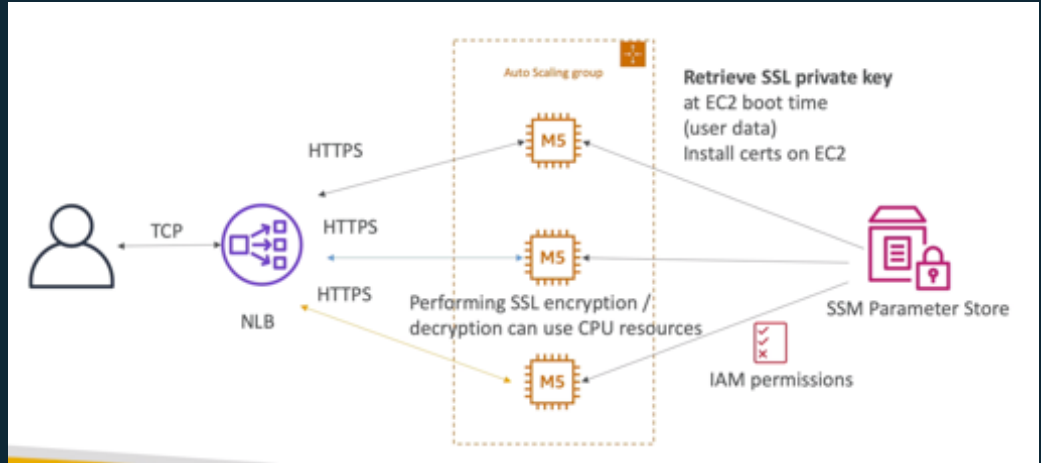 Auto Scaling group
Retrieve SSL private key
at EC2 boot time
(user data)
Install certs on EC2
M5
HTTPS
TCP
HTTPS
M5
HTTPS
NLB
Performing SSL encryption /
decryption can use CPU resources
SSM Parameter Store
M5
IAM permissions